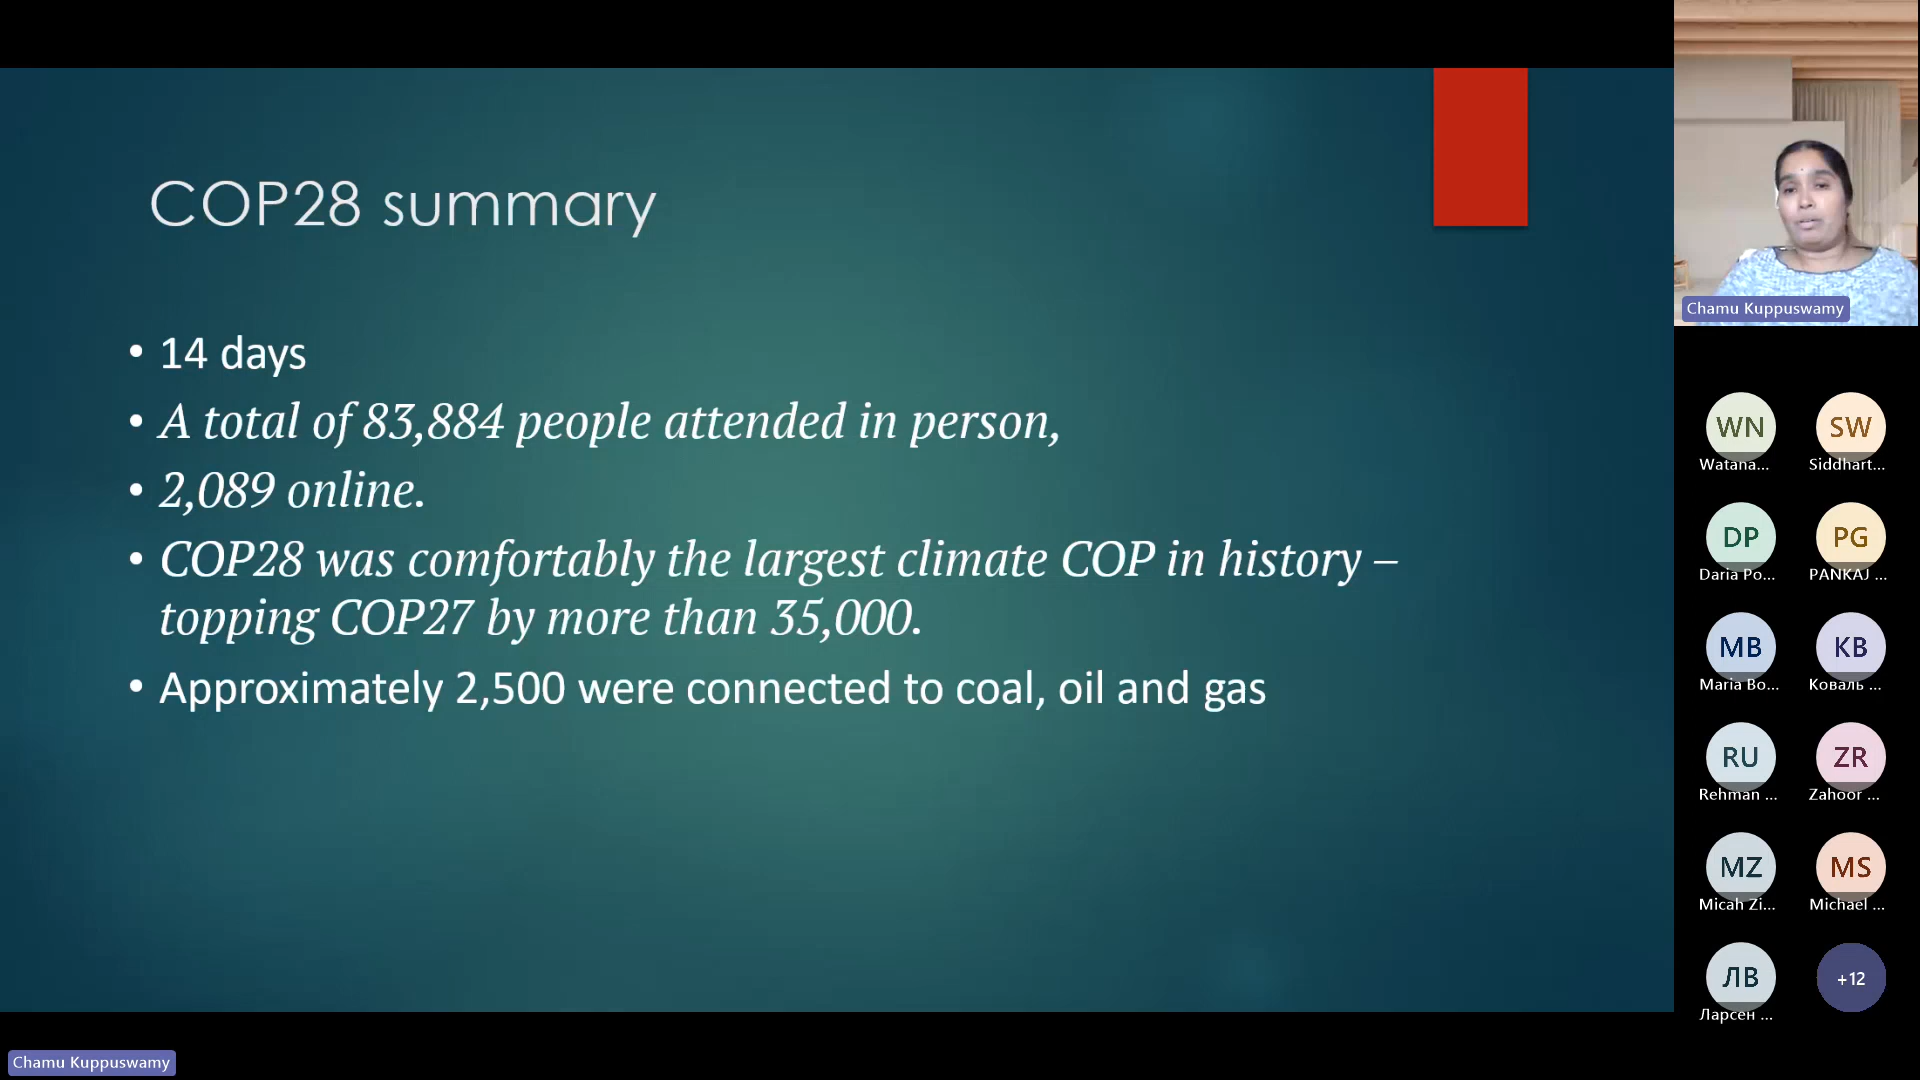 COP28 summary
• 14 days
• A total of 83,884 people attended in person,
• 2,089 online.
• COP28 was comfortably the largest climate COP in history –
topping COP27 by more than 35,000.
• Approximately 2,500 were connected to coal, oil and gas
Chamu Kuppuswamy
WN
SW
Watana...
Siddhart...
DP
PG
Daria Po...
PANKAJ ...
MB
КВ
Maria Bo...
Коваль ...
RU
ZR
Rehman ...
Zahoor ...
MZ
MS
Micah Zi...
Michael ...
ЛВ
+12
Ларсен ...
Chamu Kuppuswamy